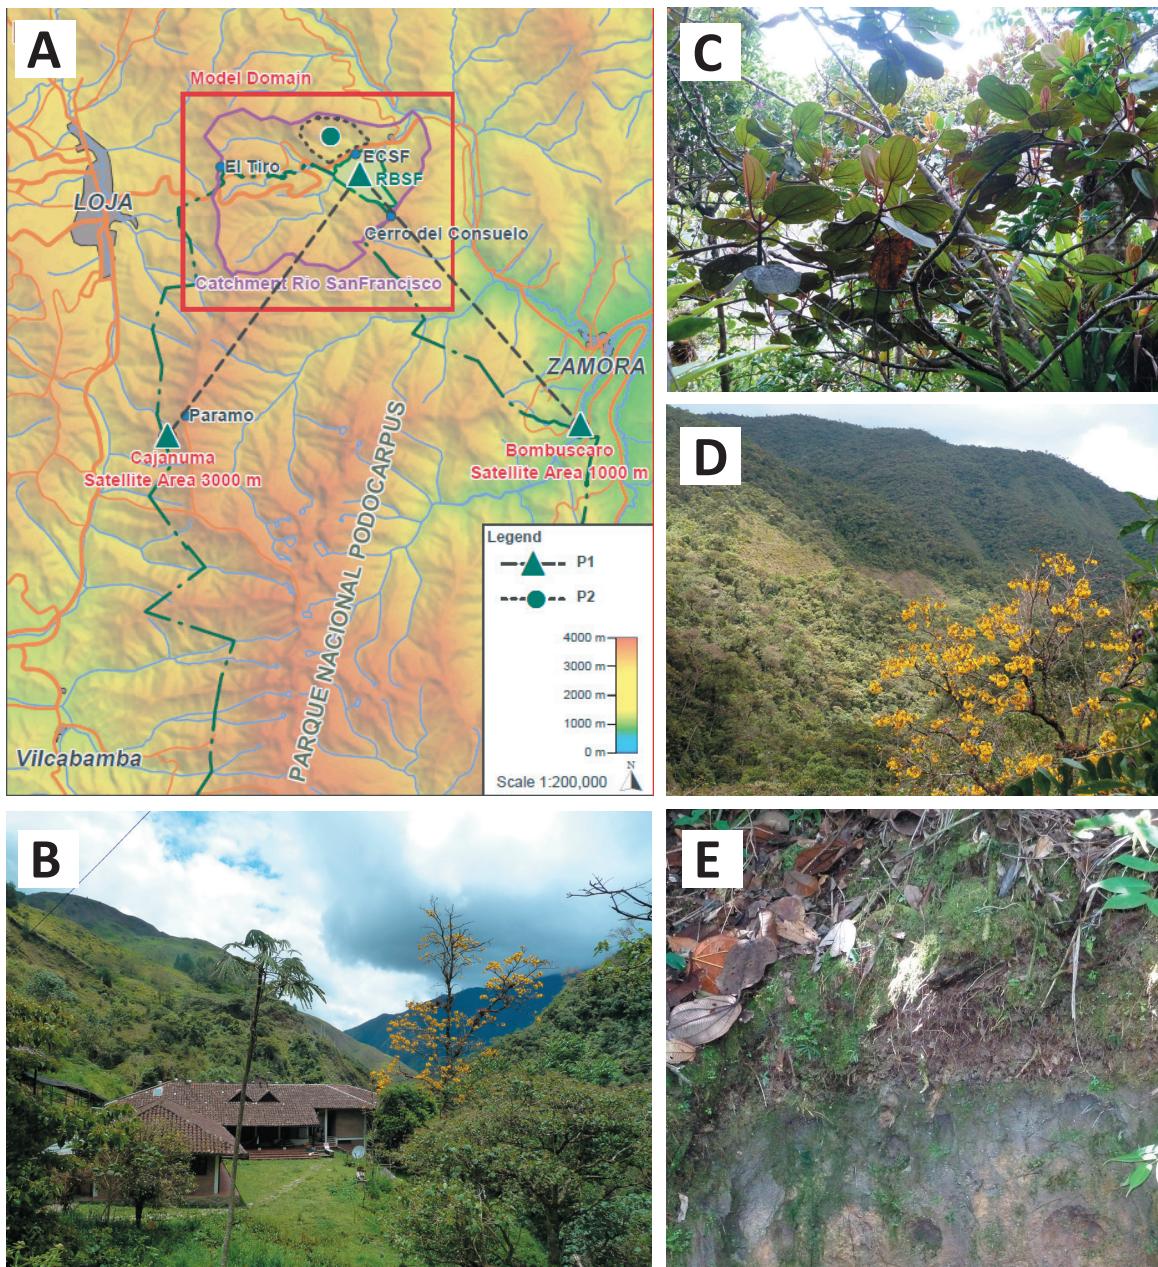 A
Model Domain
ECSF
El Tiro
RBSF
LOJA
Cerro del Consuelo
Catchment Rio SanFrancisco
ZAMORA
Paramo
Cajanuma
Satellite Area 3000 m
Bombuscaro
Satellite Area 1000 m
PARQUE NACIONAL PODOCARPUS
Vilcabamba
Legend
P1
P2
4000 m
3000 m
2000 m
1000 m
0 m
N
Scale 1:200,000
B
C
D
E